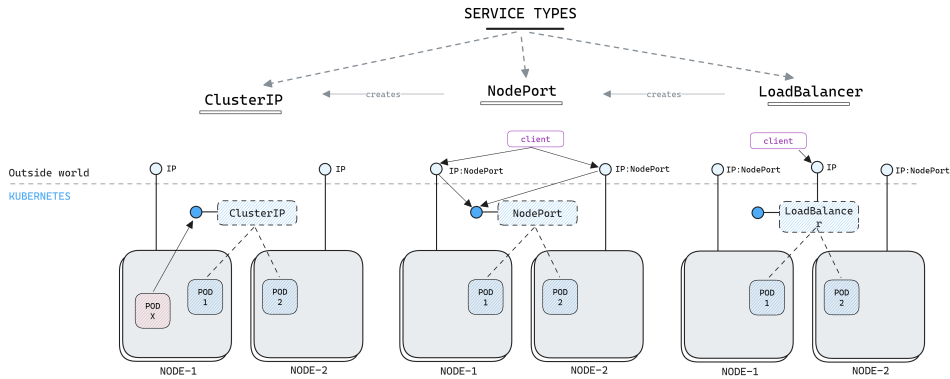 SERVICE TYPES
ClusterIP
creates
NodePort
creates
LoadBalancer
client
client
Outside world
IP
IP
IP:NodePort
IP:NodePort
IP:NodePort
IP
IP:NodePort
KUBERNETES
ClusterIP
NodePort
LoadBalance
r
POD
X
POD
1
POD
2
POD
1
POD
2
POD
1
POD
2
NODE-1
NODE-2
NODE-1
NODE-2
NODE-1
NODE-2